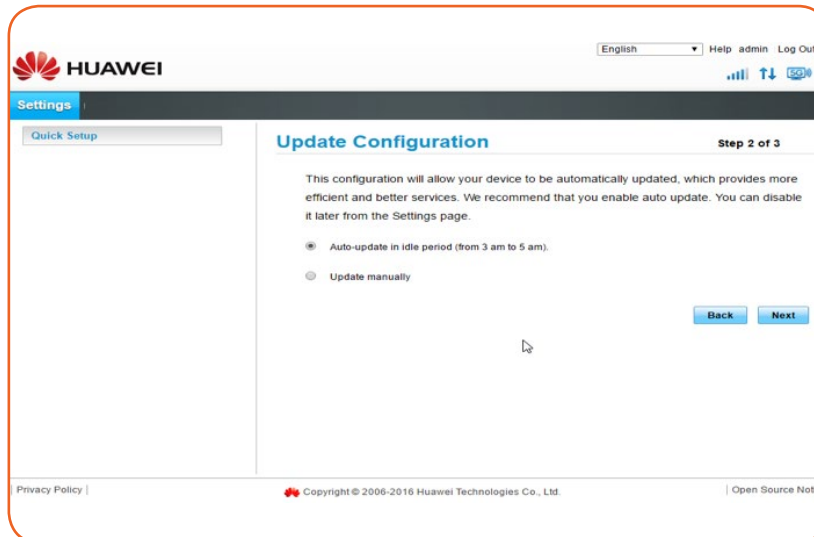 English Help admin Log Out
HUAWEI
5G
Settings
Quick Setup
Update Configuration Step 2 of 3
This configuration will allow your device to be automatically updated, which provides more
efficient and better services. We recommend that you enable auto update. You can disable
it later from the Settings page.
Auto-update in idle period (from 3 am to 5 am).
Update manually
Back Next
Privacy Policy | Copyright © 2006-2016 Huawei Technologies Co., Ltd. | Open Source Not